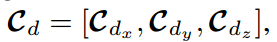 𝓒_d = [𝓒_{d_x}, 𝓒_{d_y}, 𝓒_{d_z}],